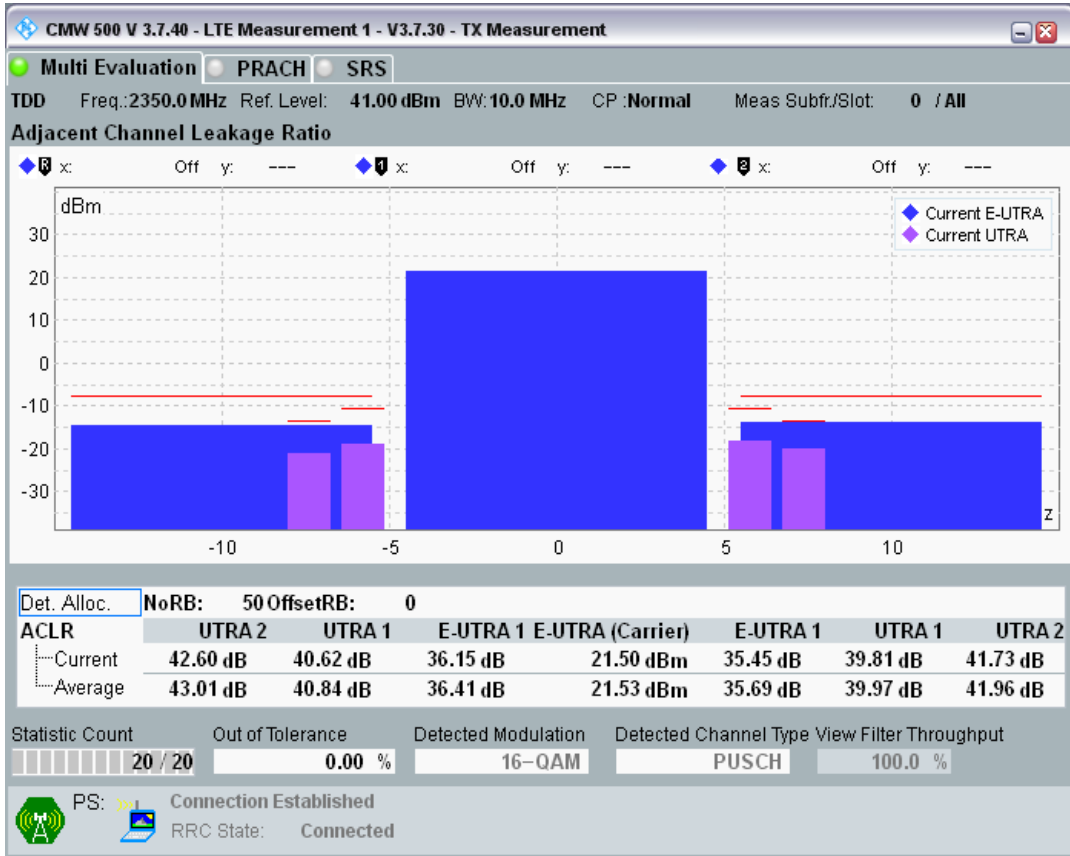 CMW 500 V 3.7.40 - LTE Measurement 1 - V3.7.30 - TX Measurement
Multi Evaluation PRACH SRS
TDD Freq.:2350.0 MHz Ref. Level: 41.00 dBm BW: 10.0 MHz CP :Normal Meas Subfr./Slot: 0 / All
Adjacent Channel Leakage Ratio
R x: Off y: --- 1 x: Off y: --- 2 x: Off y: ---
dBm
Current E-UTRA
Current UTRA
30
20
10
0
-10
-20
-30
z
-10 -5 0 5 10
Det. Alloc. NoRB: 50 OffsetRB: 0
ACLR UTRA 2 UTRA 1 E-UTRA 1 E-UTRA (Carrier) E-UTRA 1 UTRA 1 UTRA 2
Current 42.60 dB 40.62 dB 36.15 dB 21.50 dBm 35.45 dB 39.81 dB 41.73 dB
Average 43.01 dB 40.84 dB 36.41 dB 21.53 dBm 35.69 dB 39.97 dB 41.96 dB
Statistic Count Out of Tolerance Detected Modulation Detected Channel Type View Filter Throughput
20 / 20 0.00 % 16-QAM PUSCH 100.0 %
PS: Connection Established
RRC State: Connected